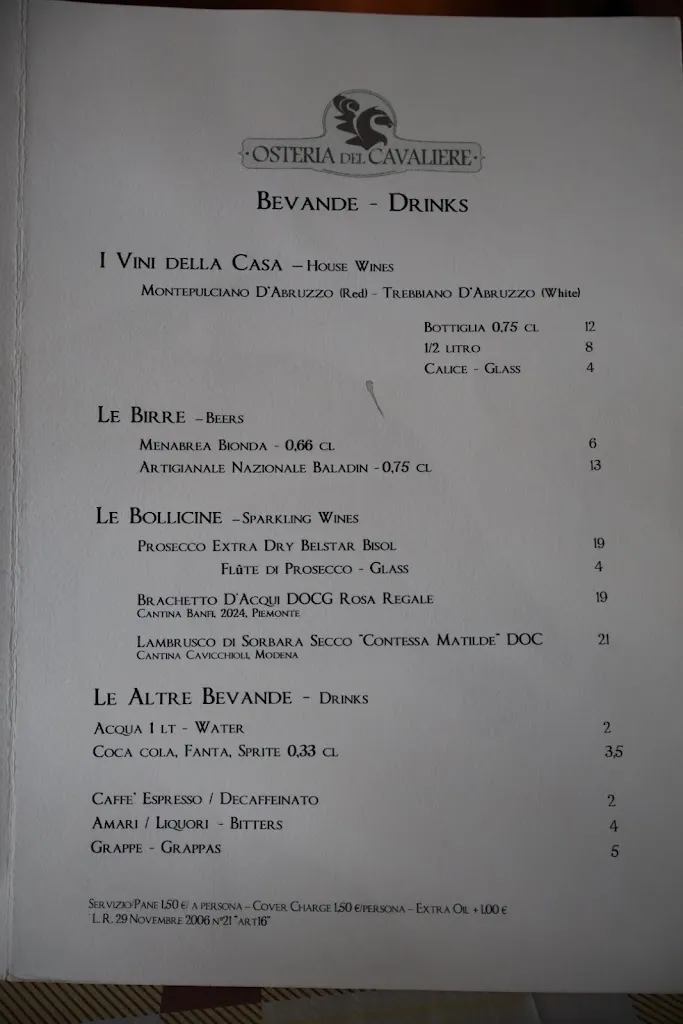 OSTERIA DEL CAVALIERE
BEVANDE - DRINKS
I VINI DELLA CASA – HOUSE WINES
MONTEPULCIANO D'ABRUZZO (Red) - TREBBIANO D'ABRUZZO (White)
BOTTIGLIA 0,75 CL 12
1/2 LITRO 8
CALICE - GLASS 4
LE BIRRE – BEERS
MENABREA BIONDA - 0,66 CL 6
ARTIGIANALE NAZIONALE BALADIN - 0,75 CL 13
LE BOLLICINE – SPARKLING WINES
PROSECCO EXTRA DRY BELSTAR BISOL 19
FLÛTE DI PROSECCO - GLASS 4
BRACHETTO D'ACQUI DOCG ROSA REGALE 19
CANTINA BANFI, 2024, PIEMONTE
LAMBRUSCO DI SORBARA SECCO "CONTESSA MATILDE" DOC 21
CANTINA CAVICCHIOLI, MODENA
LE ALTRE BEVANDE - DRINKS
ACQUA 1 LT - WATER 2
COCA COLA, FANTA, SPRITE 0,33 CL 3,5
CAFFE' ESPRESSO / DECAFFEINATO 2
AMARI / LIQUORI - BITTERS 4
GRAPPE - GRAPPAS 5
SERVIZIO/PANE 1,50 €/ A PERSONA – COVER CHARGE 1,50 €/PERSONA – EXTRA OIL + 1.00 €
L. R. 29 NOVEMBRE 2006 N°21 "ART16"